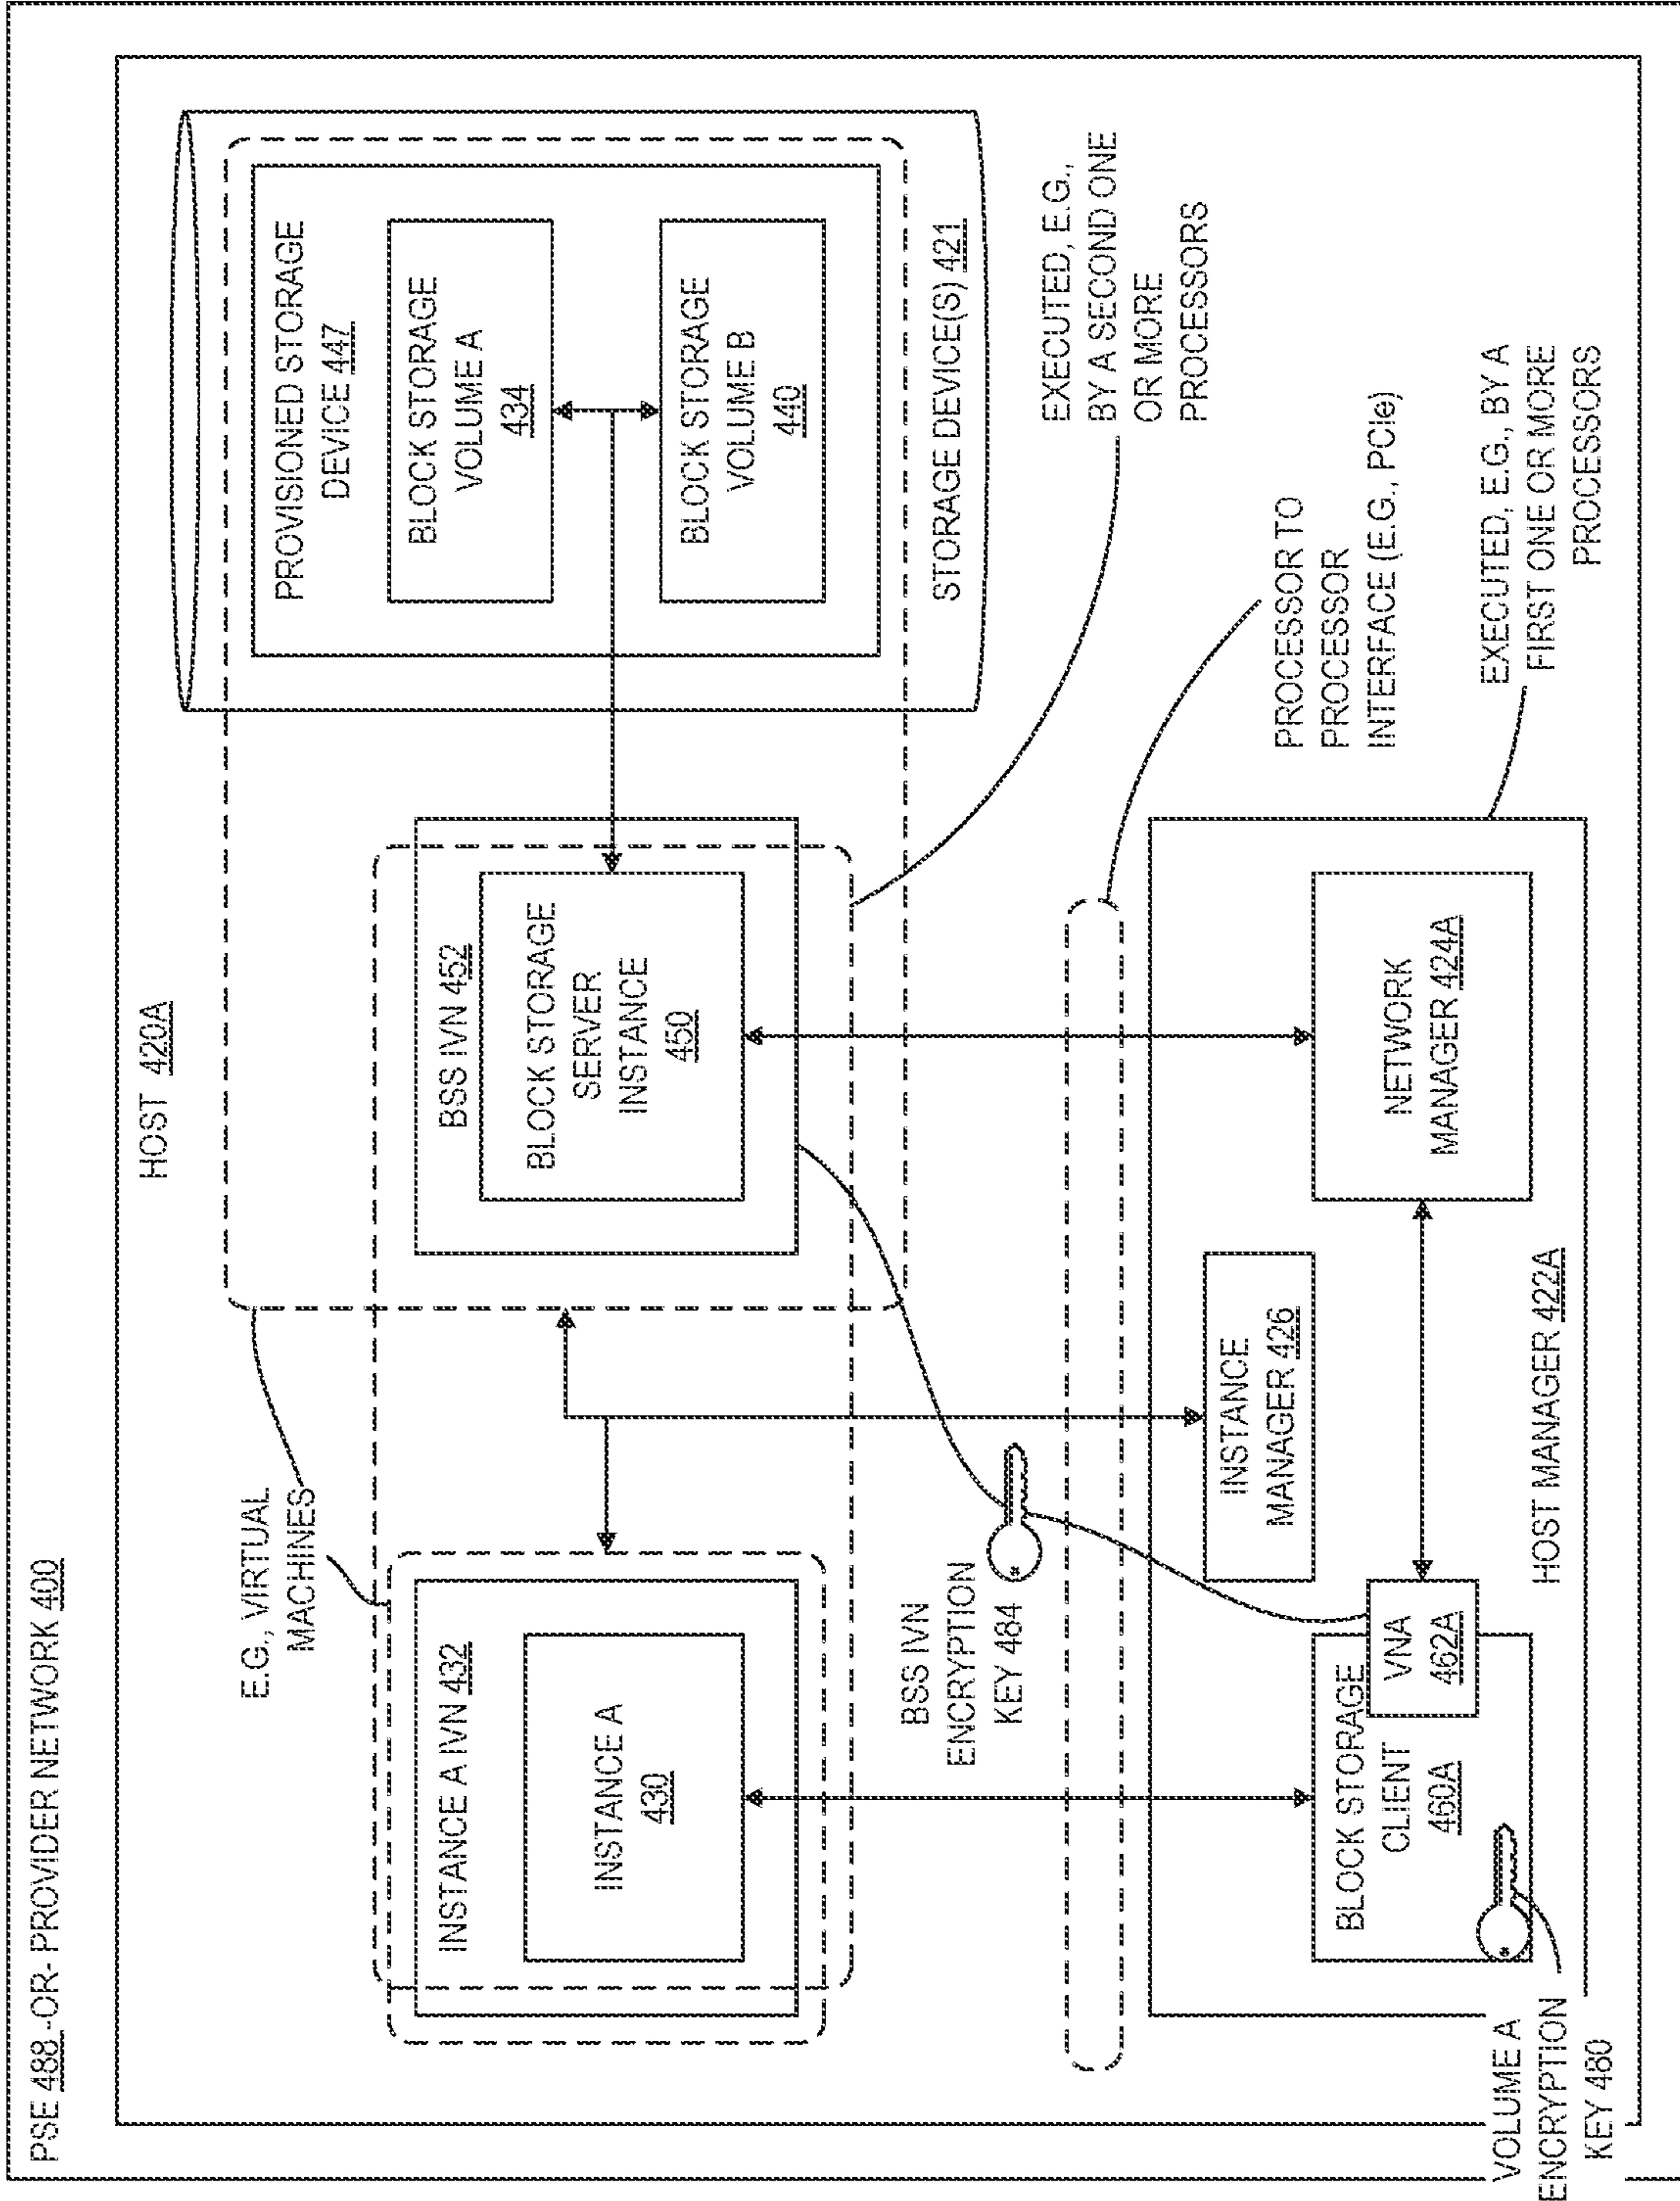 PSE 488 -OR- PROVIDER NETWORK 400
HOST 420A
E.G., VIRTUAL
MACHINES
INSTANCE A IVN 432
INSTANCE A
430
BSS IVN 452
BLOCK STORAGE
SERVER
INSTANCE
450
PROVISIONED STORAGE
DEVICE 447
BLOCK STORAGE
VOLUME A
434
BLOCK STORAGE
VOLUME B
440
STORAGE DEVICE(S) 421
BSS IVN
ENCRYPTION
KEY 484
EXECUTED, E.G.,
BY A SECOND ONE
OR MORE
PROCESSORS
PROCESSOR TO
PROCESSOR
INTERFACE (E.G., PCIe)
INSTANCE
MANAGER 426
BLOCK STORAGE
CLIENT
460A
VNA
462A
NETWORK
MANAGER 424A
HOST MANAGER 422A
EXECUTED, E.G., BY A
FIRST ONE OR MORE
PROCESSORS
VOLUME A
ENCRYPTION
KEY 480